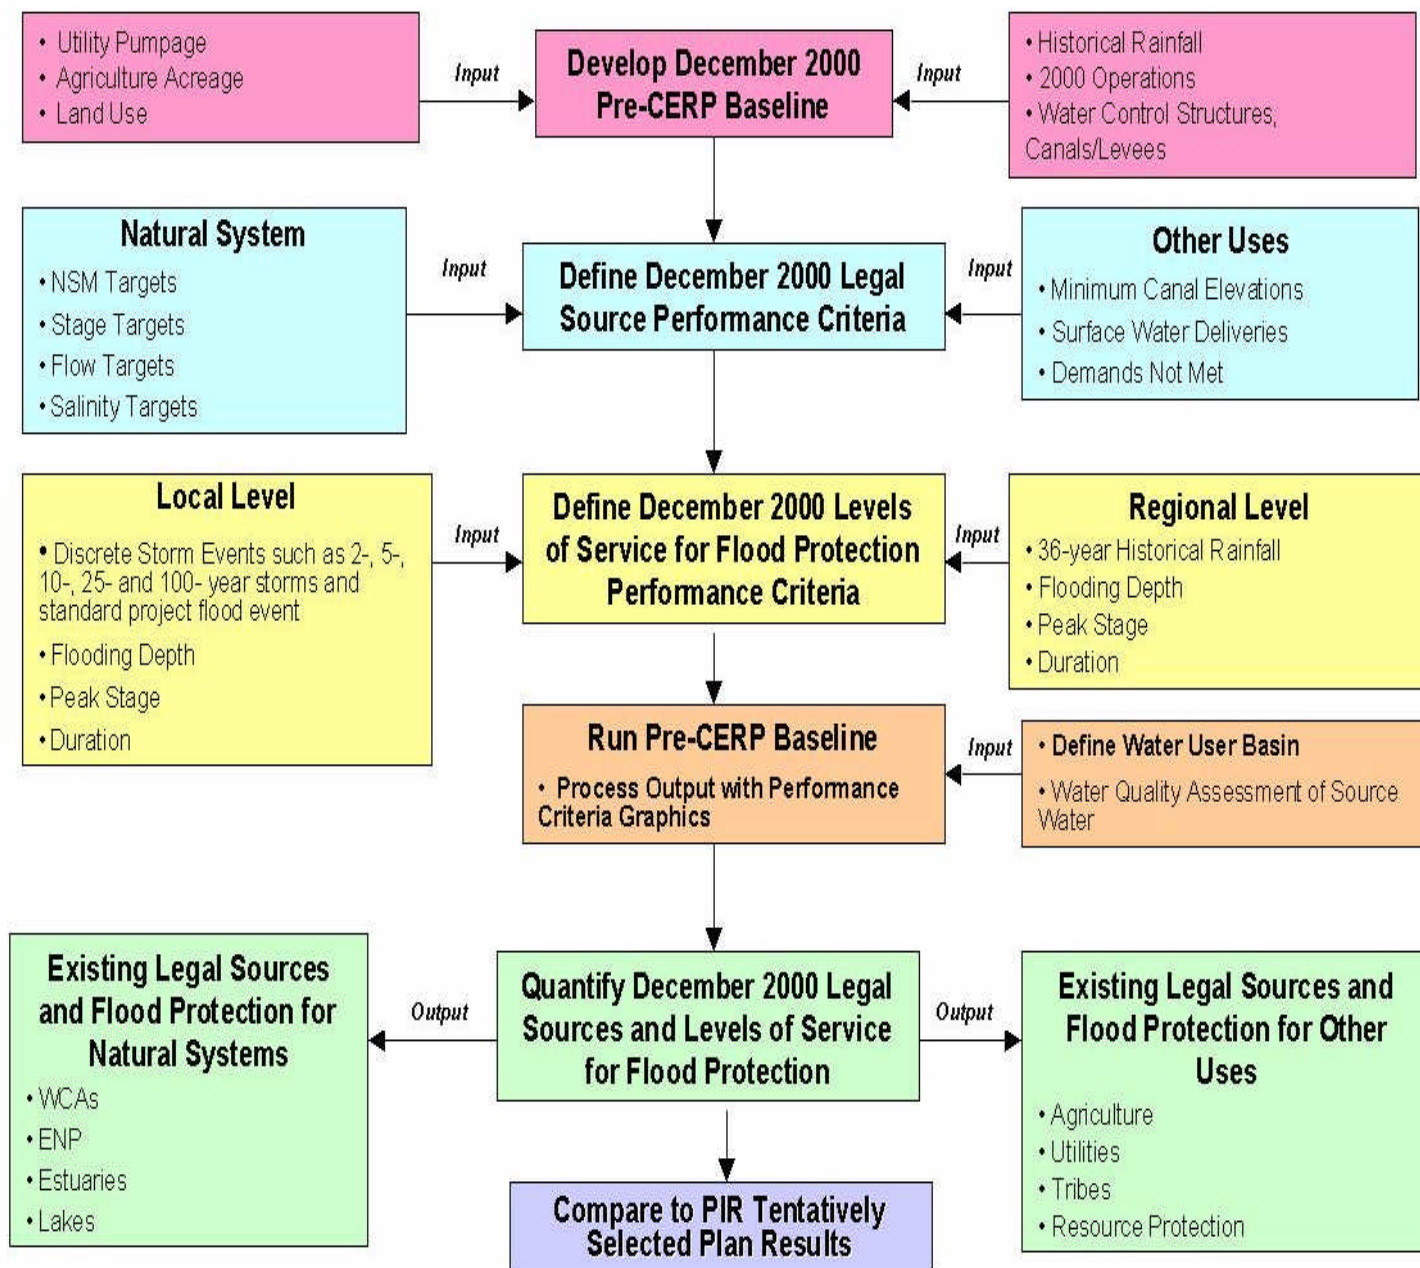 • Utility Pumpage
• Agriculture Acreage
• Land Use
Input
Develop December 2000
Pre-CERP Baseline
Input
• Historical Rainfall
• 2000 Operations
• Water Control Structures,
Canals/Levees
Natural System
• NSM Targets
• Stage Targets
• Flow Targets
• Salinity Targets
Input
Define December 2000 Legal
Source Performance Criteria
Input
Other Uses
• Minimum Canal Elevations
• Surface Water Deliveries
• Demands Not Met
Local Level
• Discrete Storm Events such as 2-, 5-,
10-, 25- and 100- year storms and
standard project flood event
• Flooding Depth
• Peak Stage
• Duration
Input
Define December 2000 Levels
of Service for Flood Protection
Performance Criteria
Input
Regional Level
• 36-year Historical Rainfall
• Flooding Depth
• Peak Stage
• Duration
Run Pre-CERP Baseline
• Process Output with Performance
Criteria Graphics
Input
• Define Water User Basin
• Water Quality Assessment of Source
Water
Existing Legal Sources
and Flood Protection for
Natural Systems
• WCAs
• ENP
• Estuaries
• Lakes
Output
Quantify December 2000 Legal
Sources and Levels of Service
for Flood Protection
Output
Existing Legal Sources and
Flood Protection for Other
Uses
• Agriculture
• Utilities
• Tribes
• Resource Protection
Compare to PIR Tentatively
Selected Plan Results